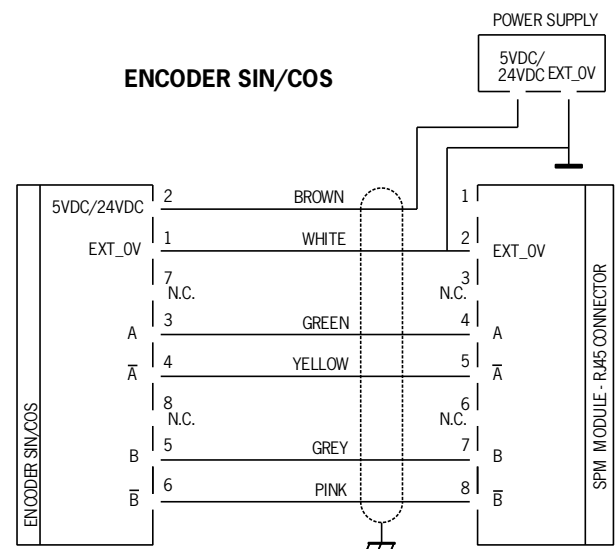 POWER SUPPLY
5VDC/
24VDC EXT_0V
ENCODER SIN/COS
5VDC/24VDC 2 BROWN 1
EXT_0V 1 WHITE 2 EXT_0V
7 3
N.C. N.C.
A 3 GREEN 4 A
A̅ 4 YELLOW 5 A̅
8 6
N.C. N.C.
B 5 GREY 7 B
B̅ 6 PINK 8 B̅
ENCODER SIN/COS
SPM MODULE - RJ45 CONNECTOR